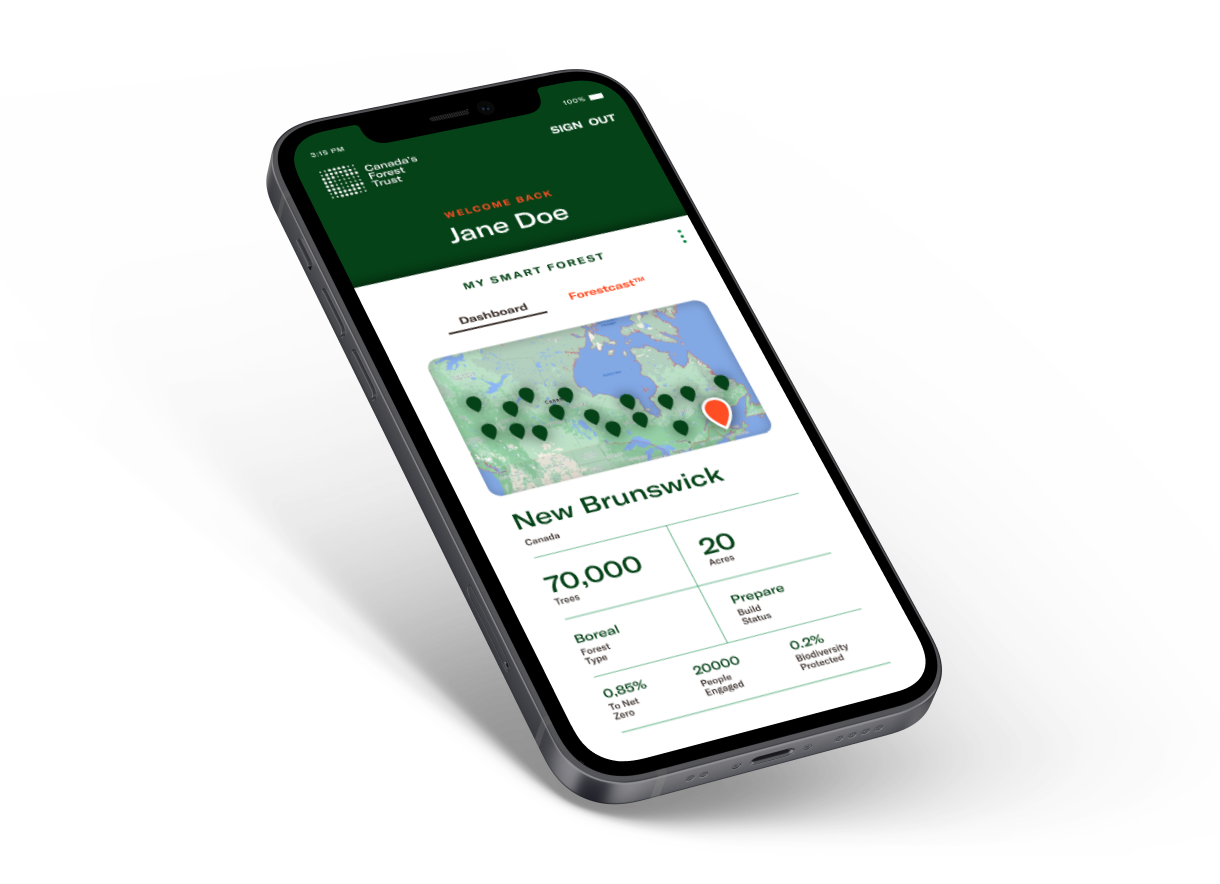 3:19 PM
100%
SIGN OUT
Canada's
Forest
Trust
WELCOME BACK
Jane Doe
MY SMART FOREST
Dashboard
Forestcast™
New Brunswick
Canada
70,000
Trees
20
Acres
Boreal
Forest
Type
Prepare
Build
Status
0,85%
To Net
Zero
20000
People
Engaged
0.2%
Biodiversity
Protected